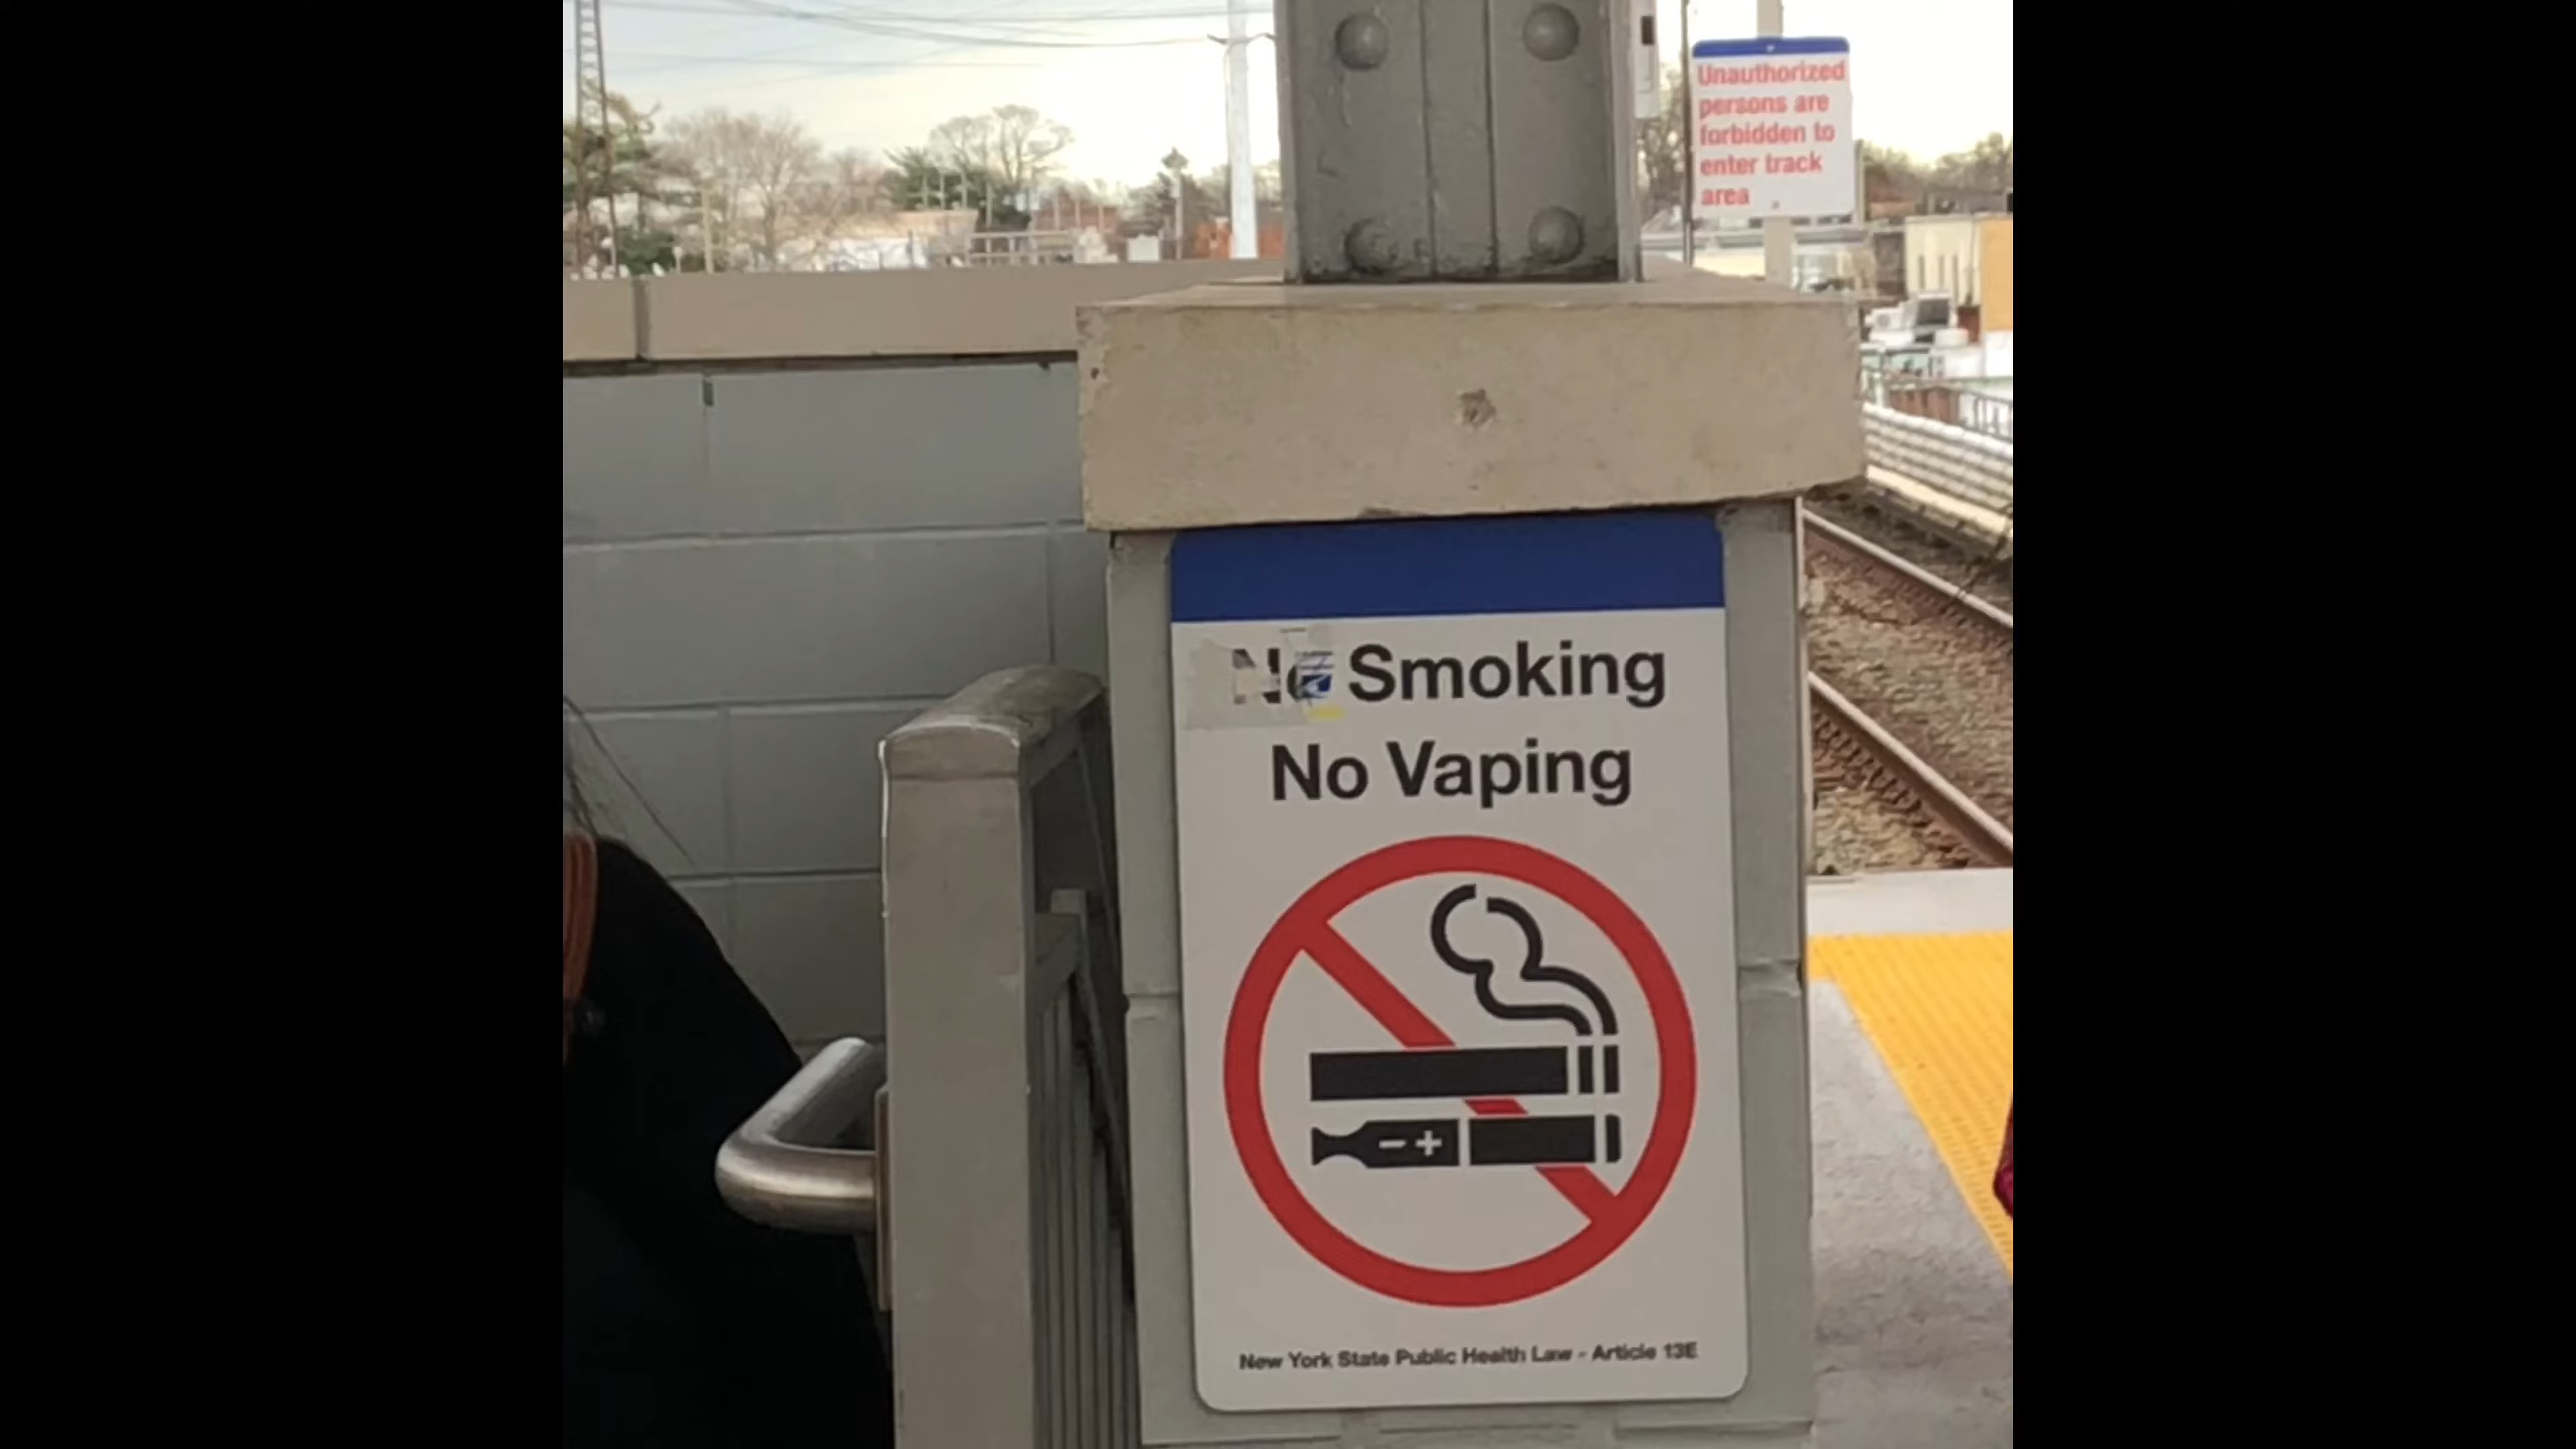 Unauthorized
persons are
forbidden to
enter track
area
No Smoking
No Vaping
New York State Public Health Law - Article 13E